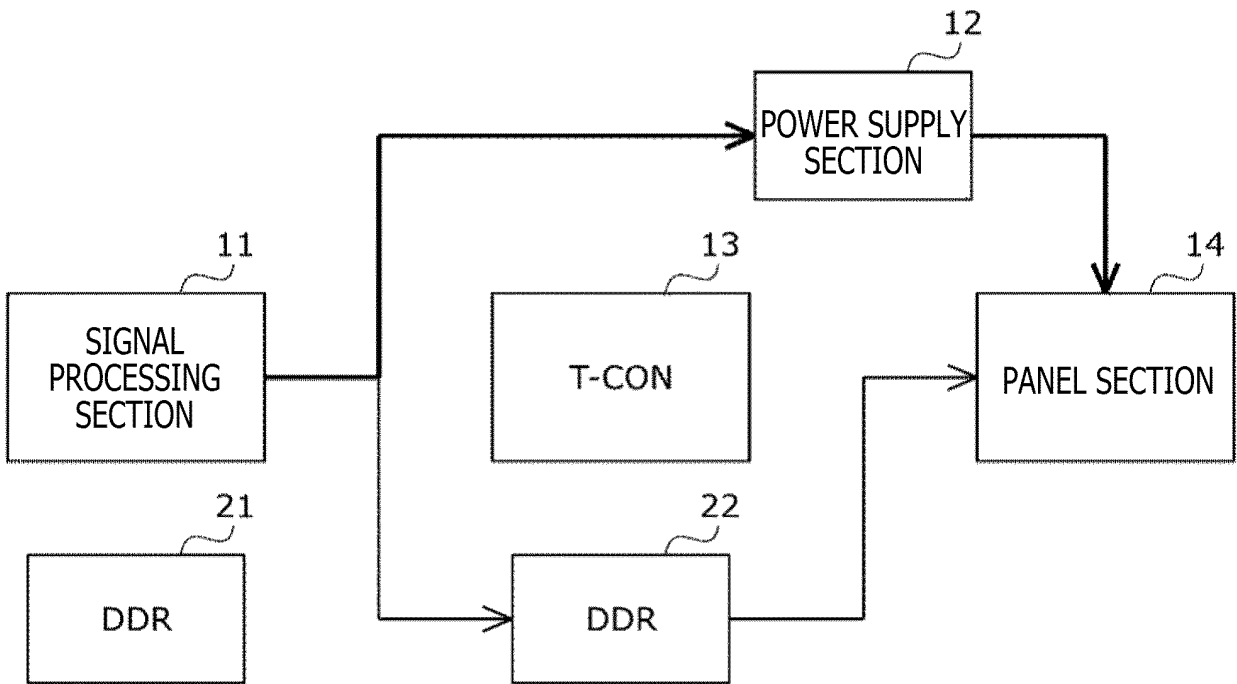 12
POWER SUPPLY
SECTION
11
13
14
SIGNAL
PROCESSING
SECTION
T-CON
PANEL SECTION
21
22
DDR
DDR